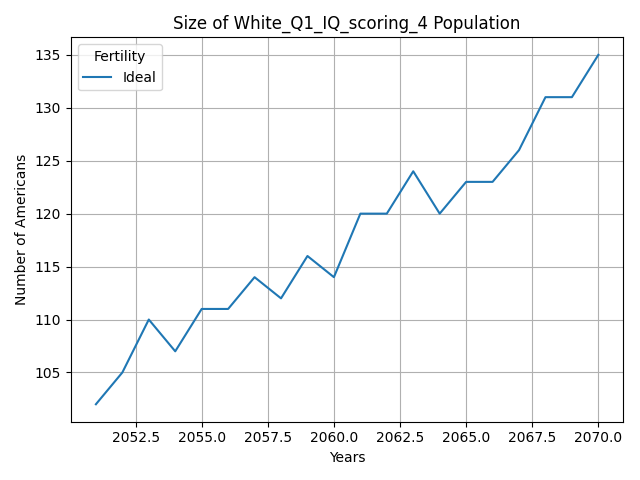 Size of White_Q1_IQ_scoring_4 Population
Fertility
Ideal
Number of Americans
135
130
125
120
115
110
105
2052.5 2055.0 2057.5 2060.0 2062.5 2065.0 2067.5 2070.0
Years